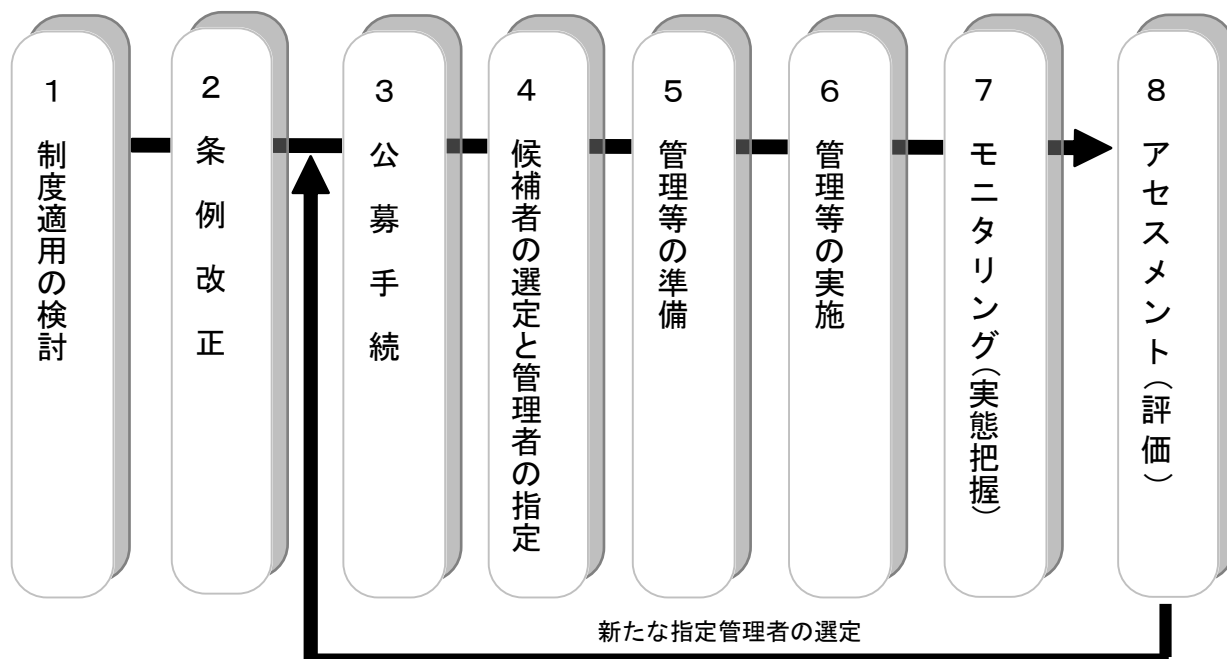 1 制度適用の検討
2 条例改正
3 公募手続
4 候補者の選定と管理者の指定
5 管理等の準備
6 管理等の実施
7 モニタリング(実態把握)
8 アセスメント(評価)
新たな指定管理者の選定